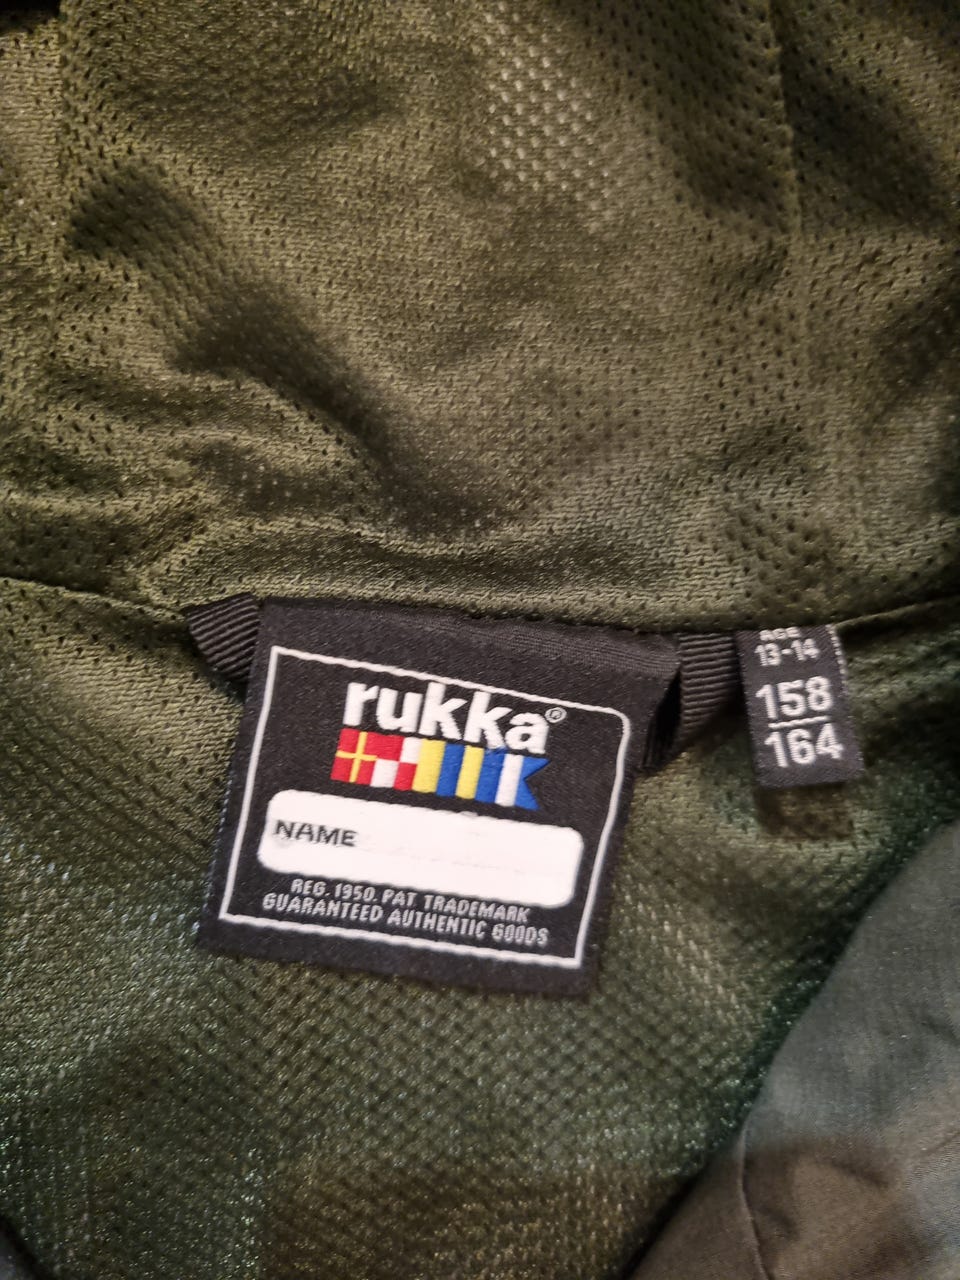 rukka®
NAME
REG. 1950. PAT. TRADEMARK
GUARANTEED AUTHENTIC GOODS
AGE
13-14
158
164